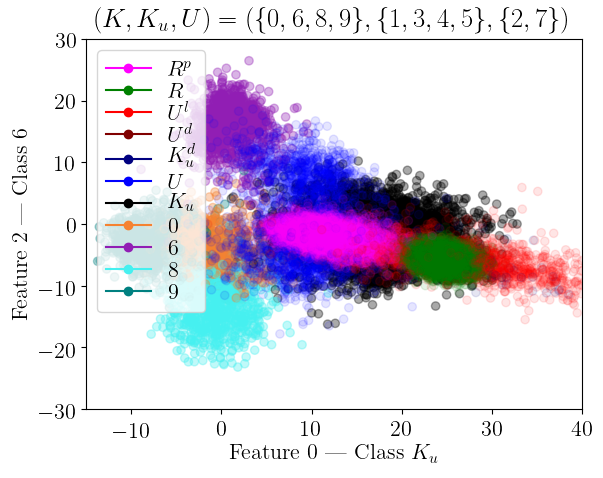 (K, K_u, U) = ({0, 6, 8, 9}, {1, 3, 4, 5}, {2, 7})
30
20
10
0
−10
−20
−30
Feature 2 — Class 6
R^p
R
U^l
U^d
K_u^d
U
K_u
0
6
8
9
−10
0
10
20
30
40
Feature 0 — Class K_u